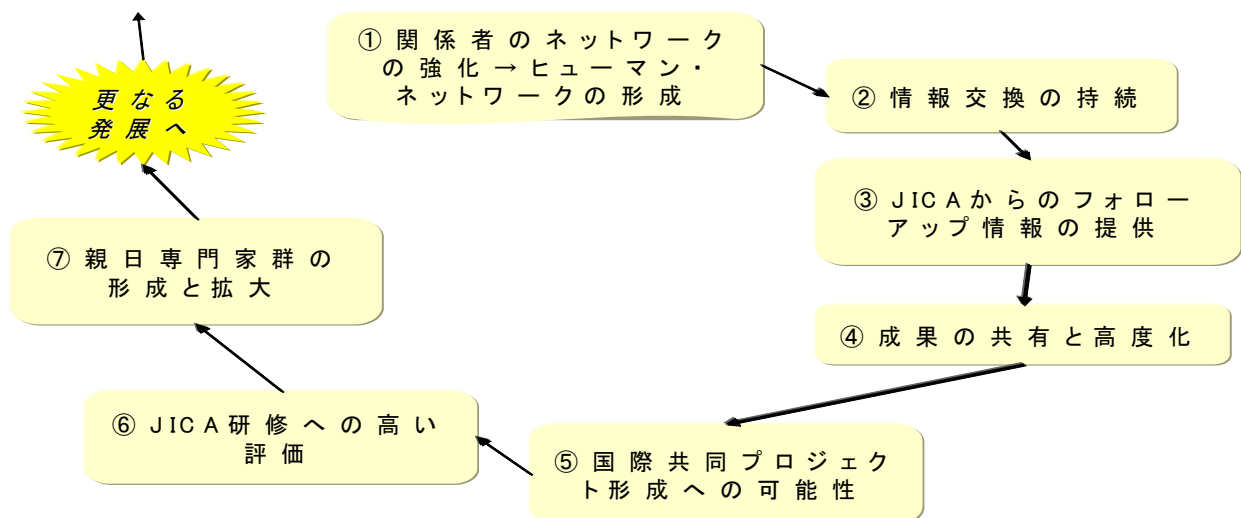 ① 関係者のネットワーク
の強化→ヒューマン・
ネットワークの形成
② 情報交換の持続
③ JICAからのフォロー
アップ情報の提供
④ 成果の共有と高度化
⑤ 国際共同プロジェク
ト形成への可能性
⑥ JICA研修への高い
評価
⑦ 親日専門家群の
形成と拡大
更なる
発展へ